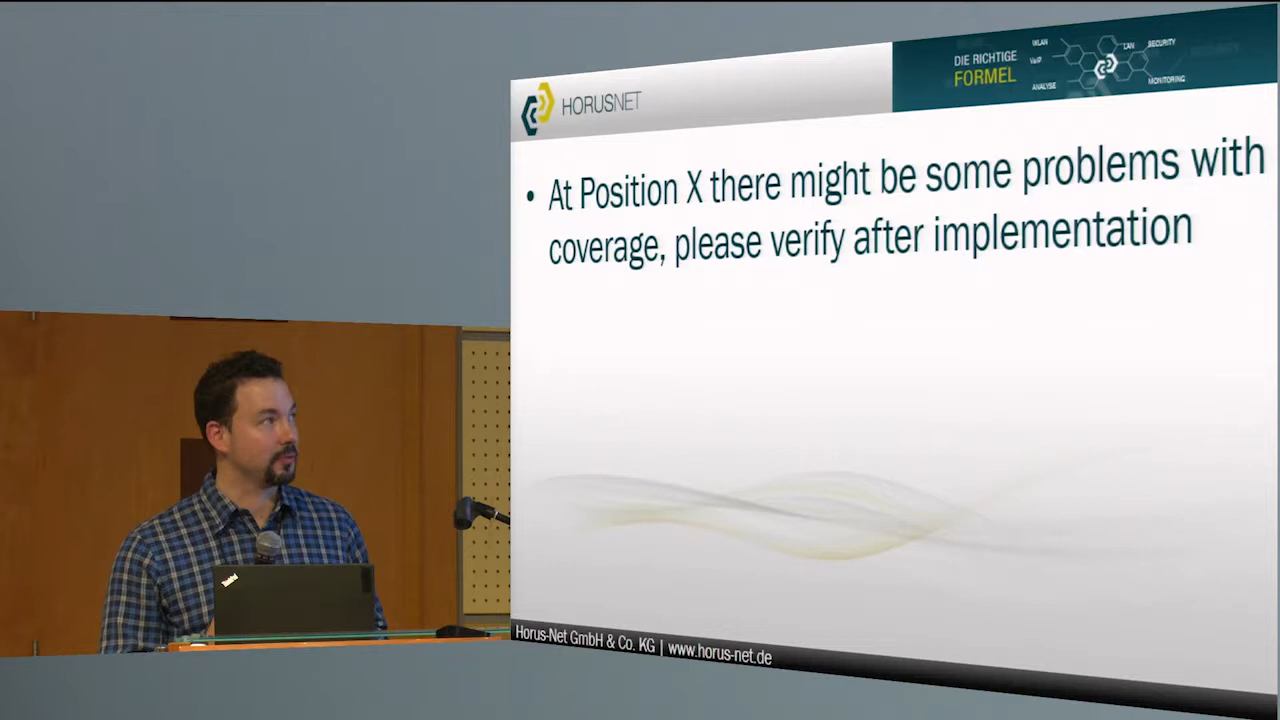 HORUSNET
DIE RICHTIGE
FORMEL
WLAN
VoIP
ANALYSE
LAN
SECURITY
MONITORING
• At Position X there might be some problems with
coverage, please verify after implementation
ThinkPad
Horus-Net GmbH & Co. KG | www.horus-net.de